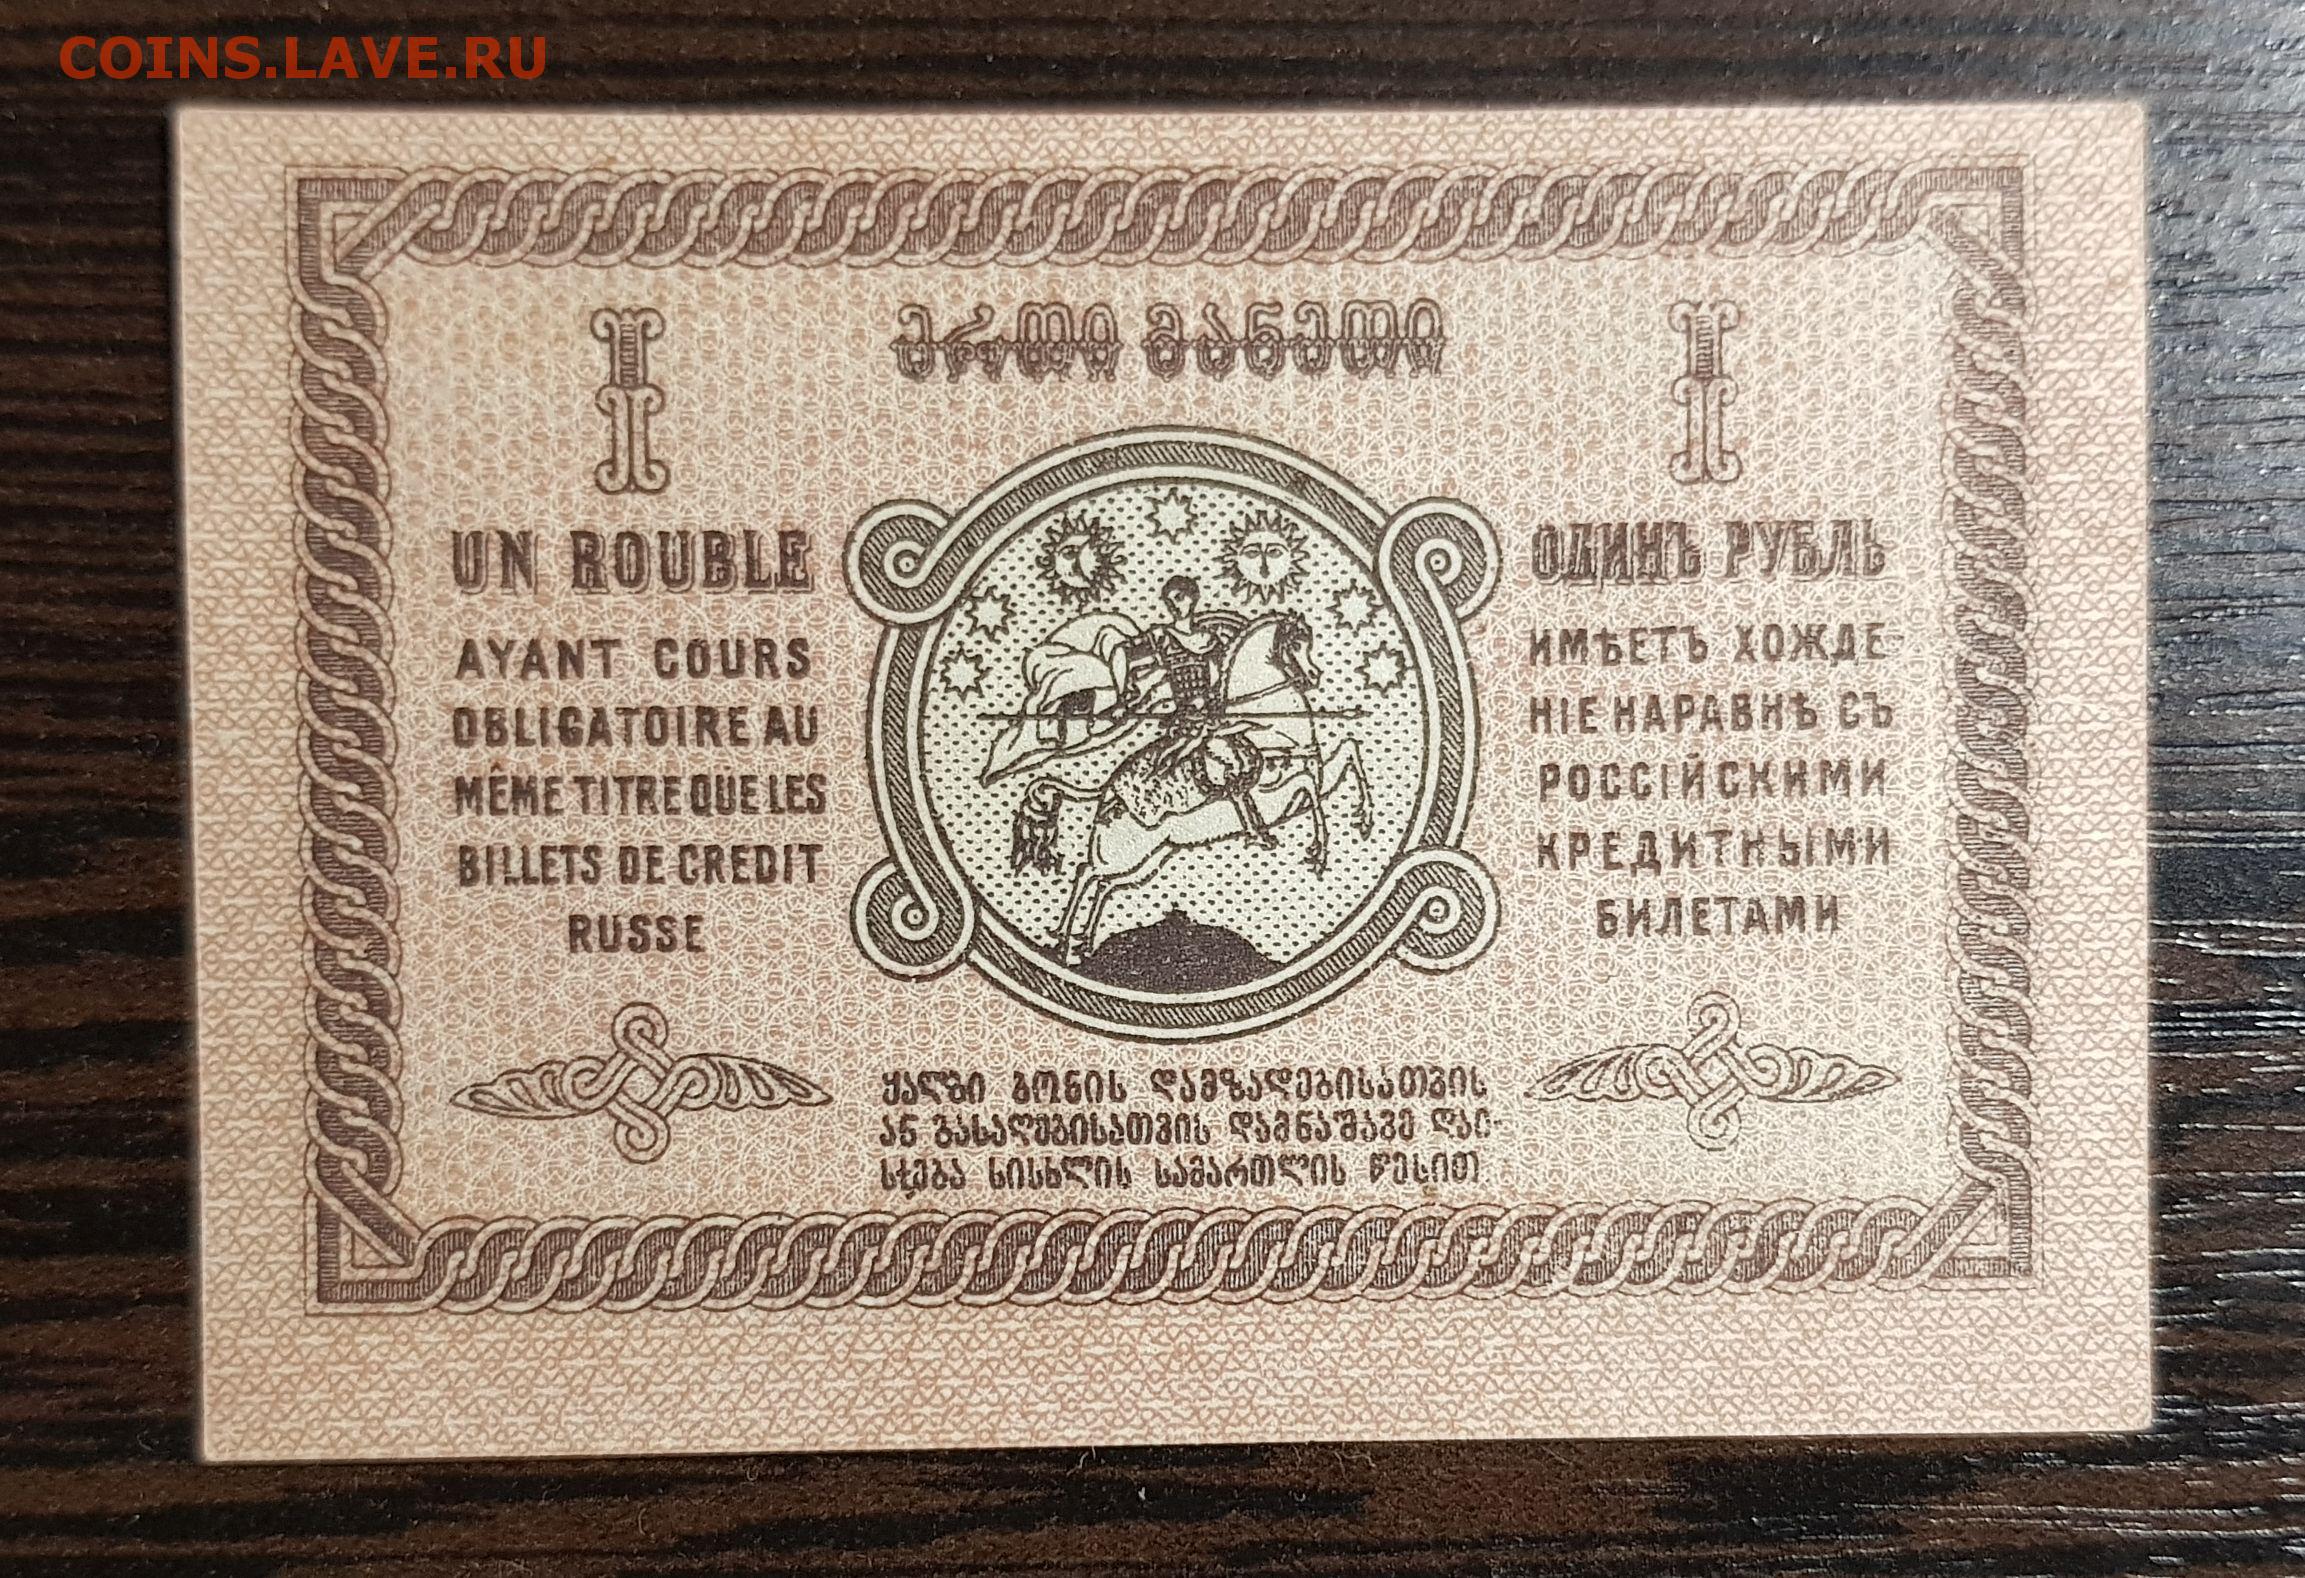 COINS.LAVE.RU
ერთი მანეთი
I
UN ROUBLE
AYANT COURS
OBLIGATOIRE AU
MÊME TITRE QUE LES
BILLETS DE CREDIT
RUSSE
I
ОДИНЪ РУБЛЬ
ИМѢЕТЪ ХОЖДЕ-
НІЕ НАРАВНѢ СЪ
РОССІЙСКИМИ
КРЕДИТНЫМИ
БИЛЕТАМИ
ყალბი ბონის დამზადებისათვის
ან გასაღებისათვის დამნაშავე დაი-
სჯება სისხლის სამართლის წესით.